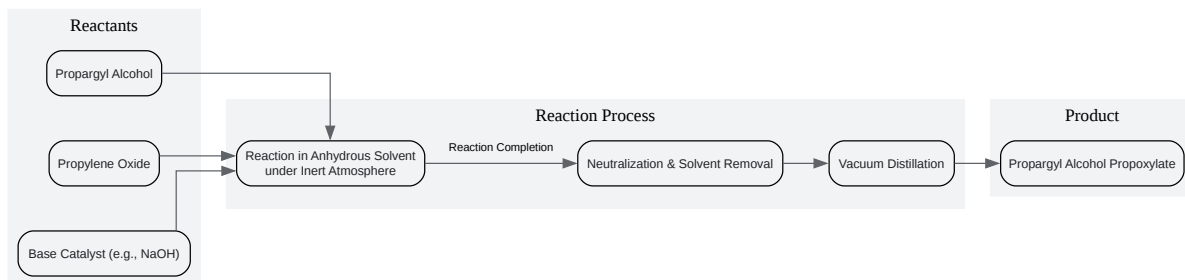 Reactants
Propargyl Alcohol
Propylene Oxide
Base Catalyst (e.g., NaOH)
Reaction Process
Reaction in Anhydrous Solvent
under Inert Atmosphere
Reaction Completion
Neutralization & Solvent Removal
Vacuum Distillation
Product
Propargyl Alcohol Propoxylate